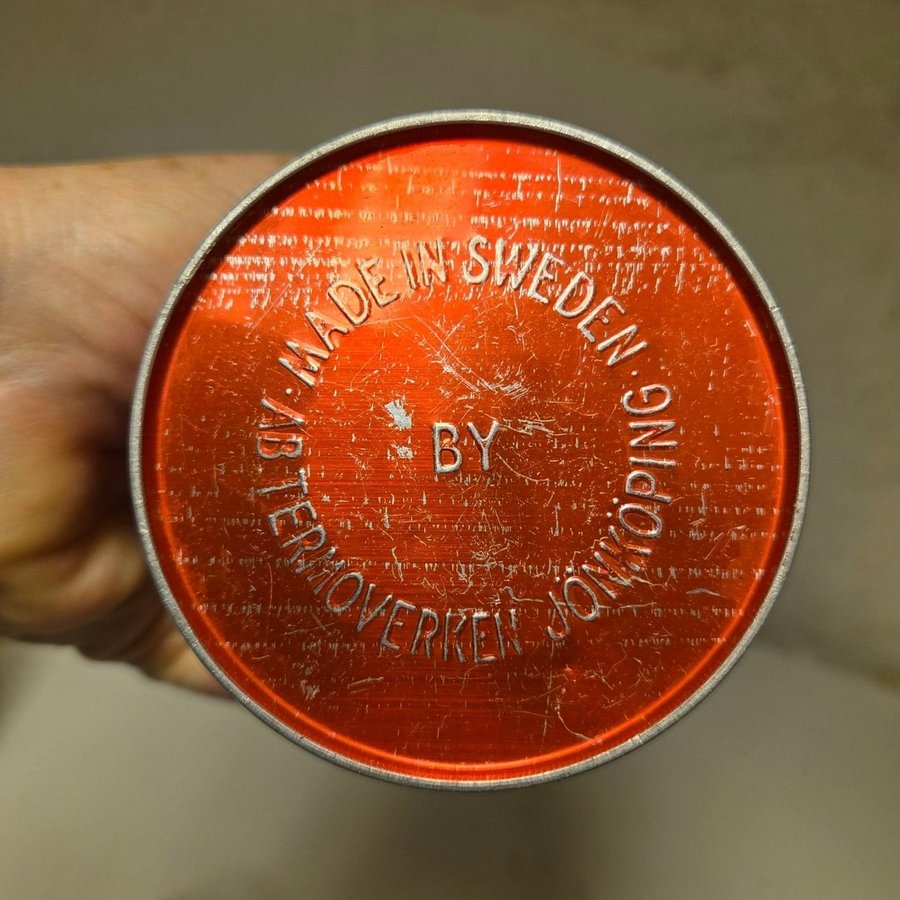 · MADE IN SWEDEN ·
BY
AB TERMOVERKEN JÖNKÖPING